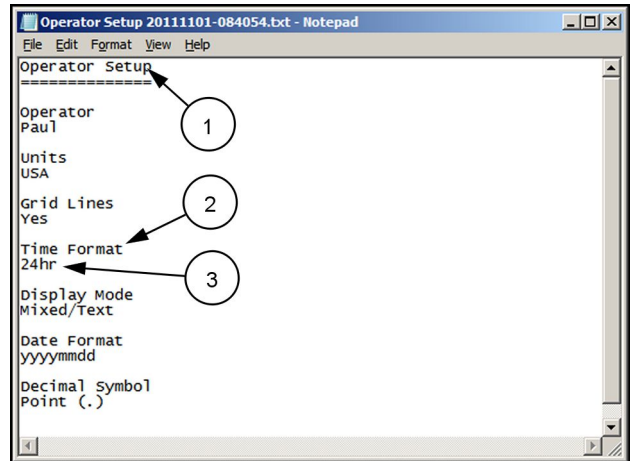 Operator Setup 20111101-084054.txt - Notepad
File Edit Format View Help
Operator Setup
==============
Operator
Paul
1
Units
USA
Grid Lines
Yes
2
Time Format
24hr
3
Display Mode
Mixed/Text
Date Format
yyyymmdd
Decimal Symbol
Point (.)